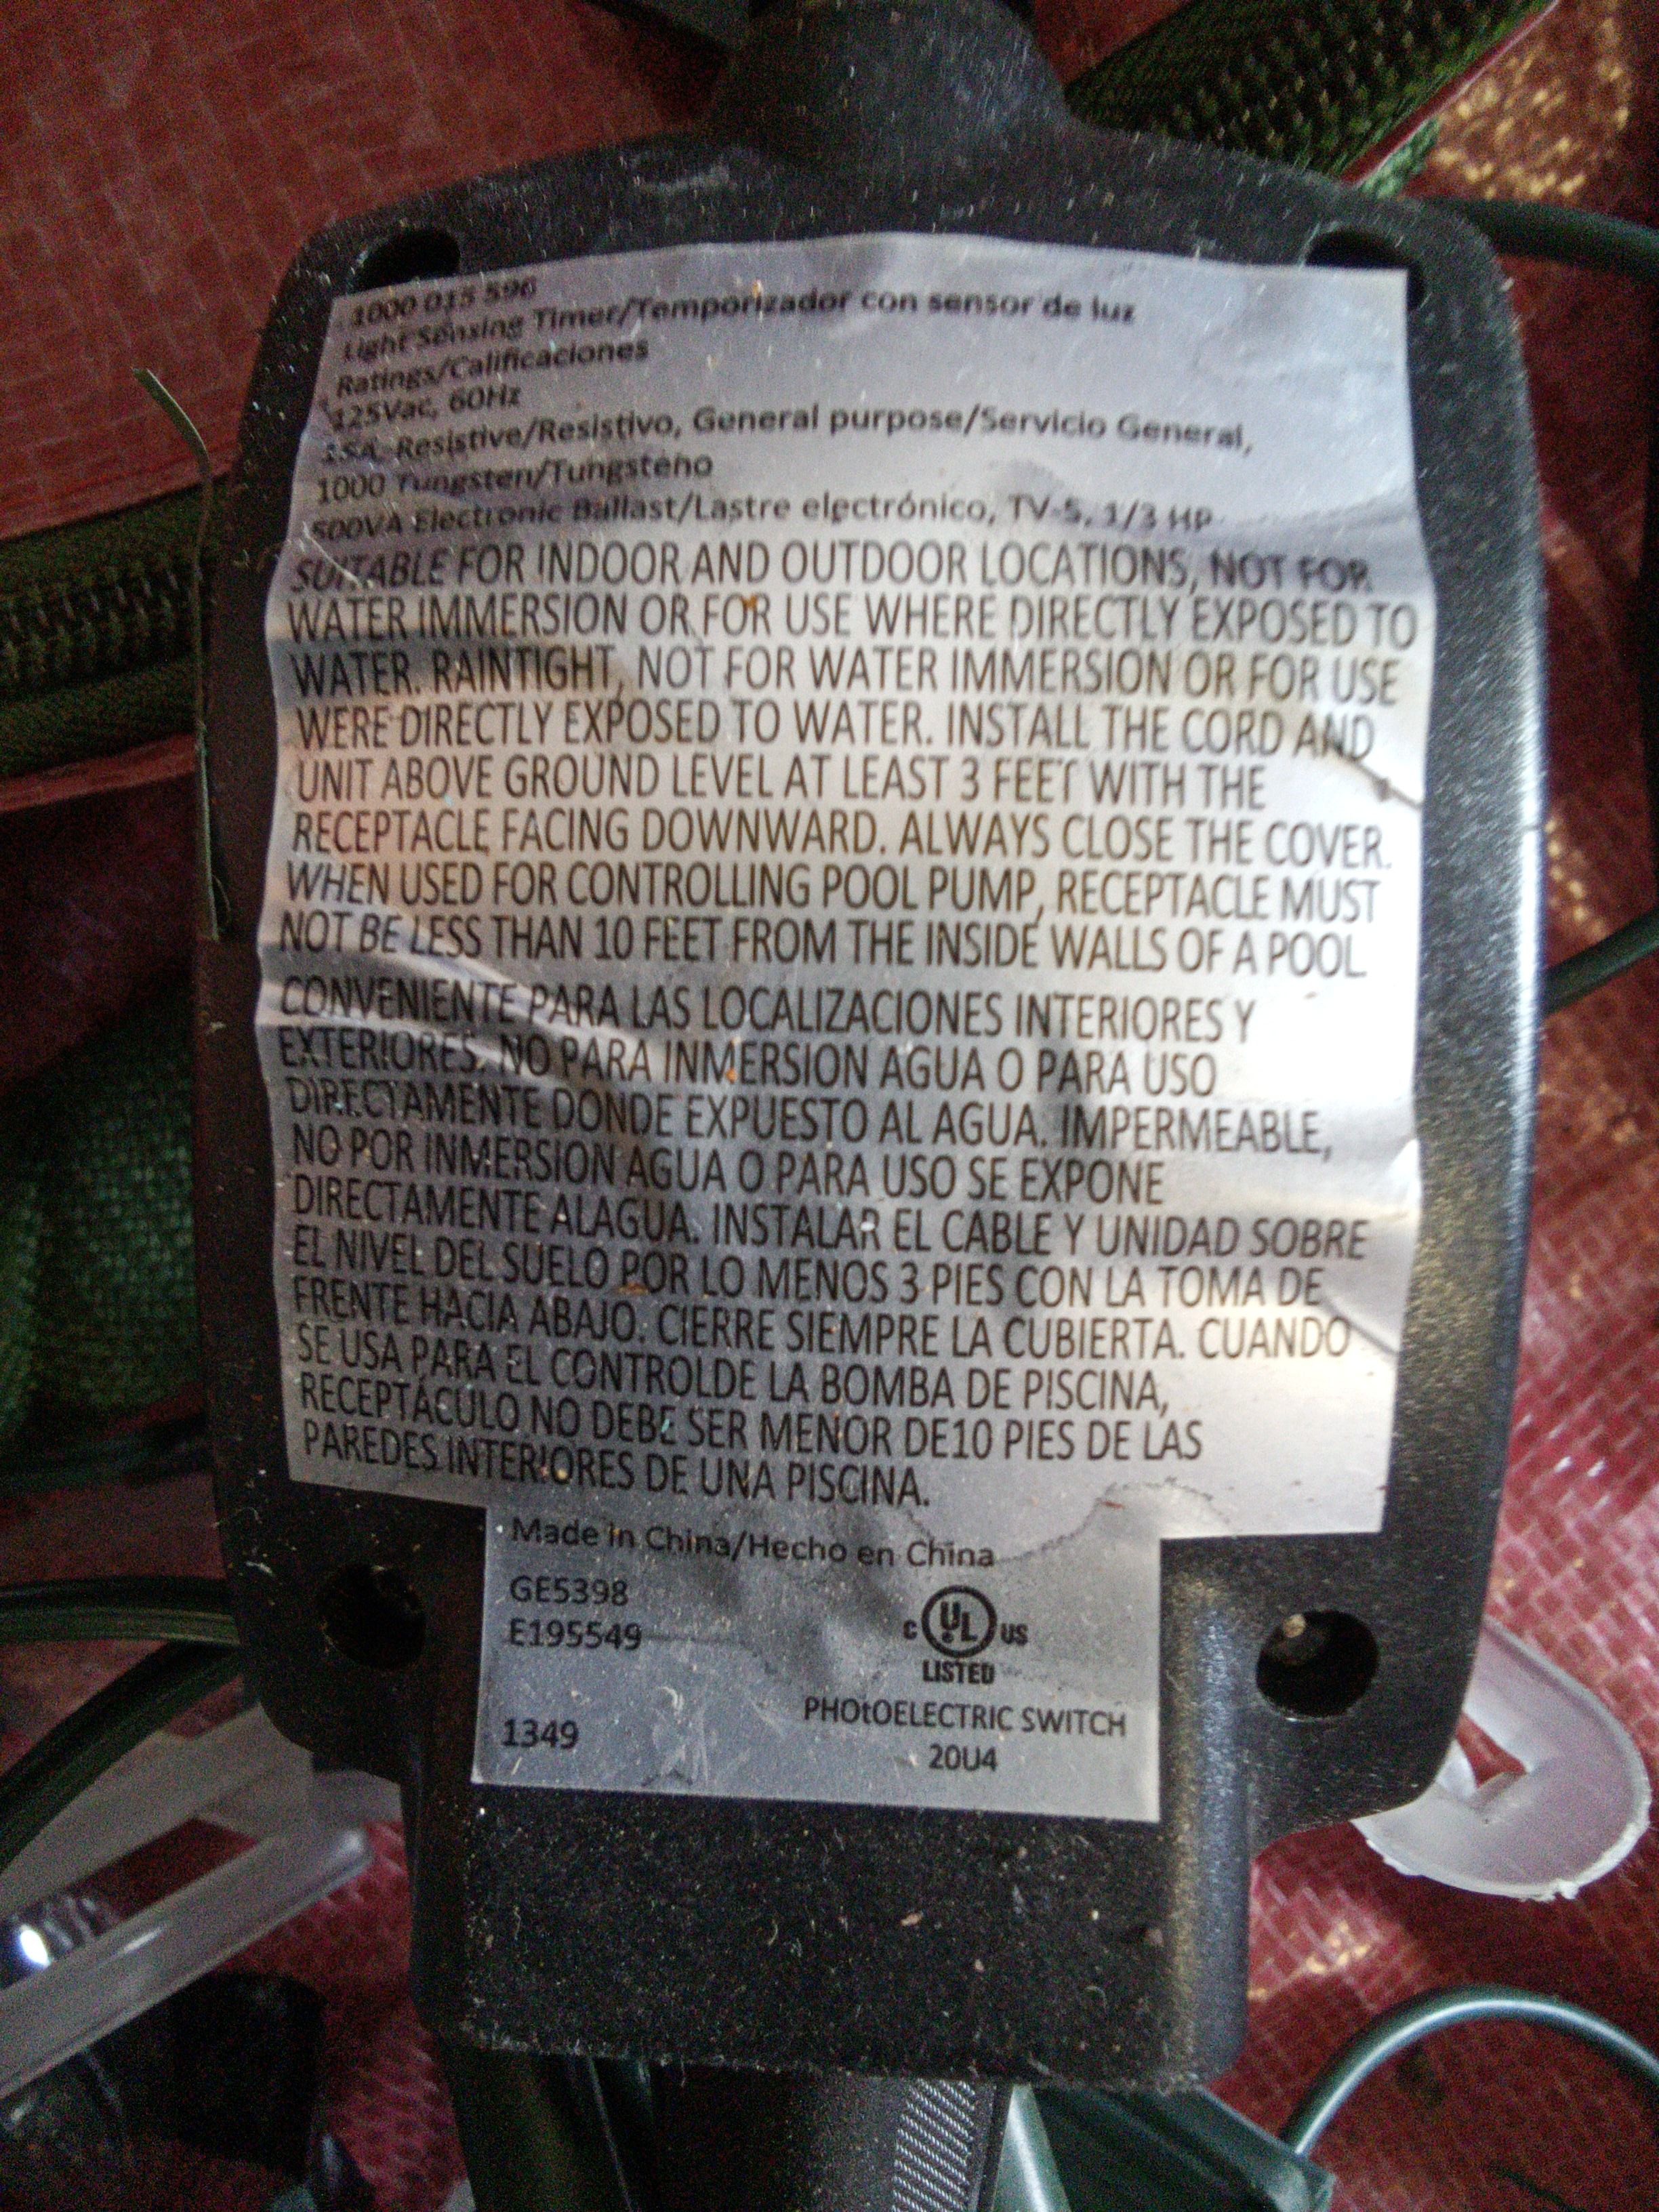 1000 015 596
Light Sensing Timer/Temporizador con sensor de luz
Ratings/Calificaciones
125Vac, 60Hz
15A-Resistive/Resistivo, General purpose/Servicio General,
1000 Tungsten/Tungsteno
500VA Electronic Ballast/Lastre electrónico, TV-5, 1/3 HP
SUITABLE FOR INDOOR AND OUTDOOR LOCATIONS, NOT FOR
WATER IMMERSION OR FOR USE WHERE DIRECTLY EXPOSED TO
WATER. RAINTIGHT, NOT FOR WATER IMMERSION OR FOR USE
WERE DIRECTLY EXPOSED TO WATER. INSTALL THE CORD AND
UNIT ABOVE GROUND LEVEL AT LEAST 3 FEET WITH THE
RECEPTACLE FACING DOWNWARD. ALWAYS CLOSE THE COVER.
WHEN USED FOR CONTROLLING POOL PUMP, RECEPTACLE MUST
NOT BE LESS THAN 10 FEET FROM THE INSIDE WALLS OF A POOL
CONVENIENTE PARA LAS LOCALIZACIONES INTERIORES Y
EXTERIORES. NO PARA INMERSION AGUA O PARA USO
DIRECTAMENTE DONDE EXPUESTO AL AGUA. IMPERMEABLE,
NO POR INMERSION AGUA O PARA USO SE EXPONE
DIRECTAMENTE ALAGUA. INSTALAR EL CABLE Y UNIDAD SOBRE
EL NIVEL DEL SUELO POR LO MENOS 3 PIES CON LA TOMA DE
FRENTE HACIA ABAJO. CIERRE SIEMPRE LA CUBIERTA. CUANDO
SE USA PARA EL CONTROLDE LA BOMBA DE PISCINA,
RECEPTÁCULO NO DEBE SER MENOR DE10 PIES DE LAS
PAREDES INTERIORES DE UNA PISCINA.
Made in China/Hecho en China
GE5398
E195549
C UL US
LISTED
PHOtOELECTRIC SWITCH
1349
20U4